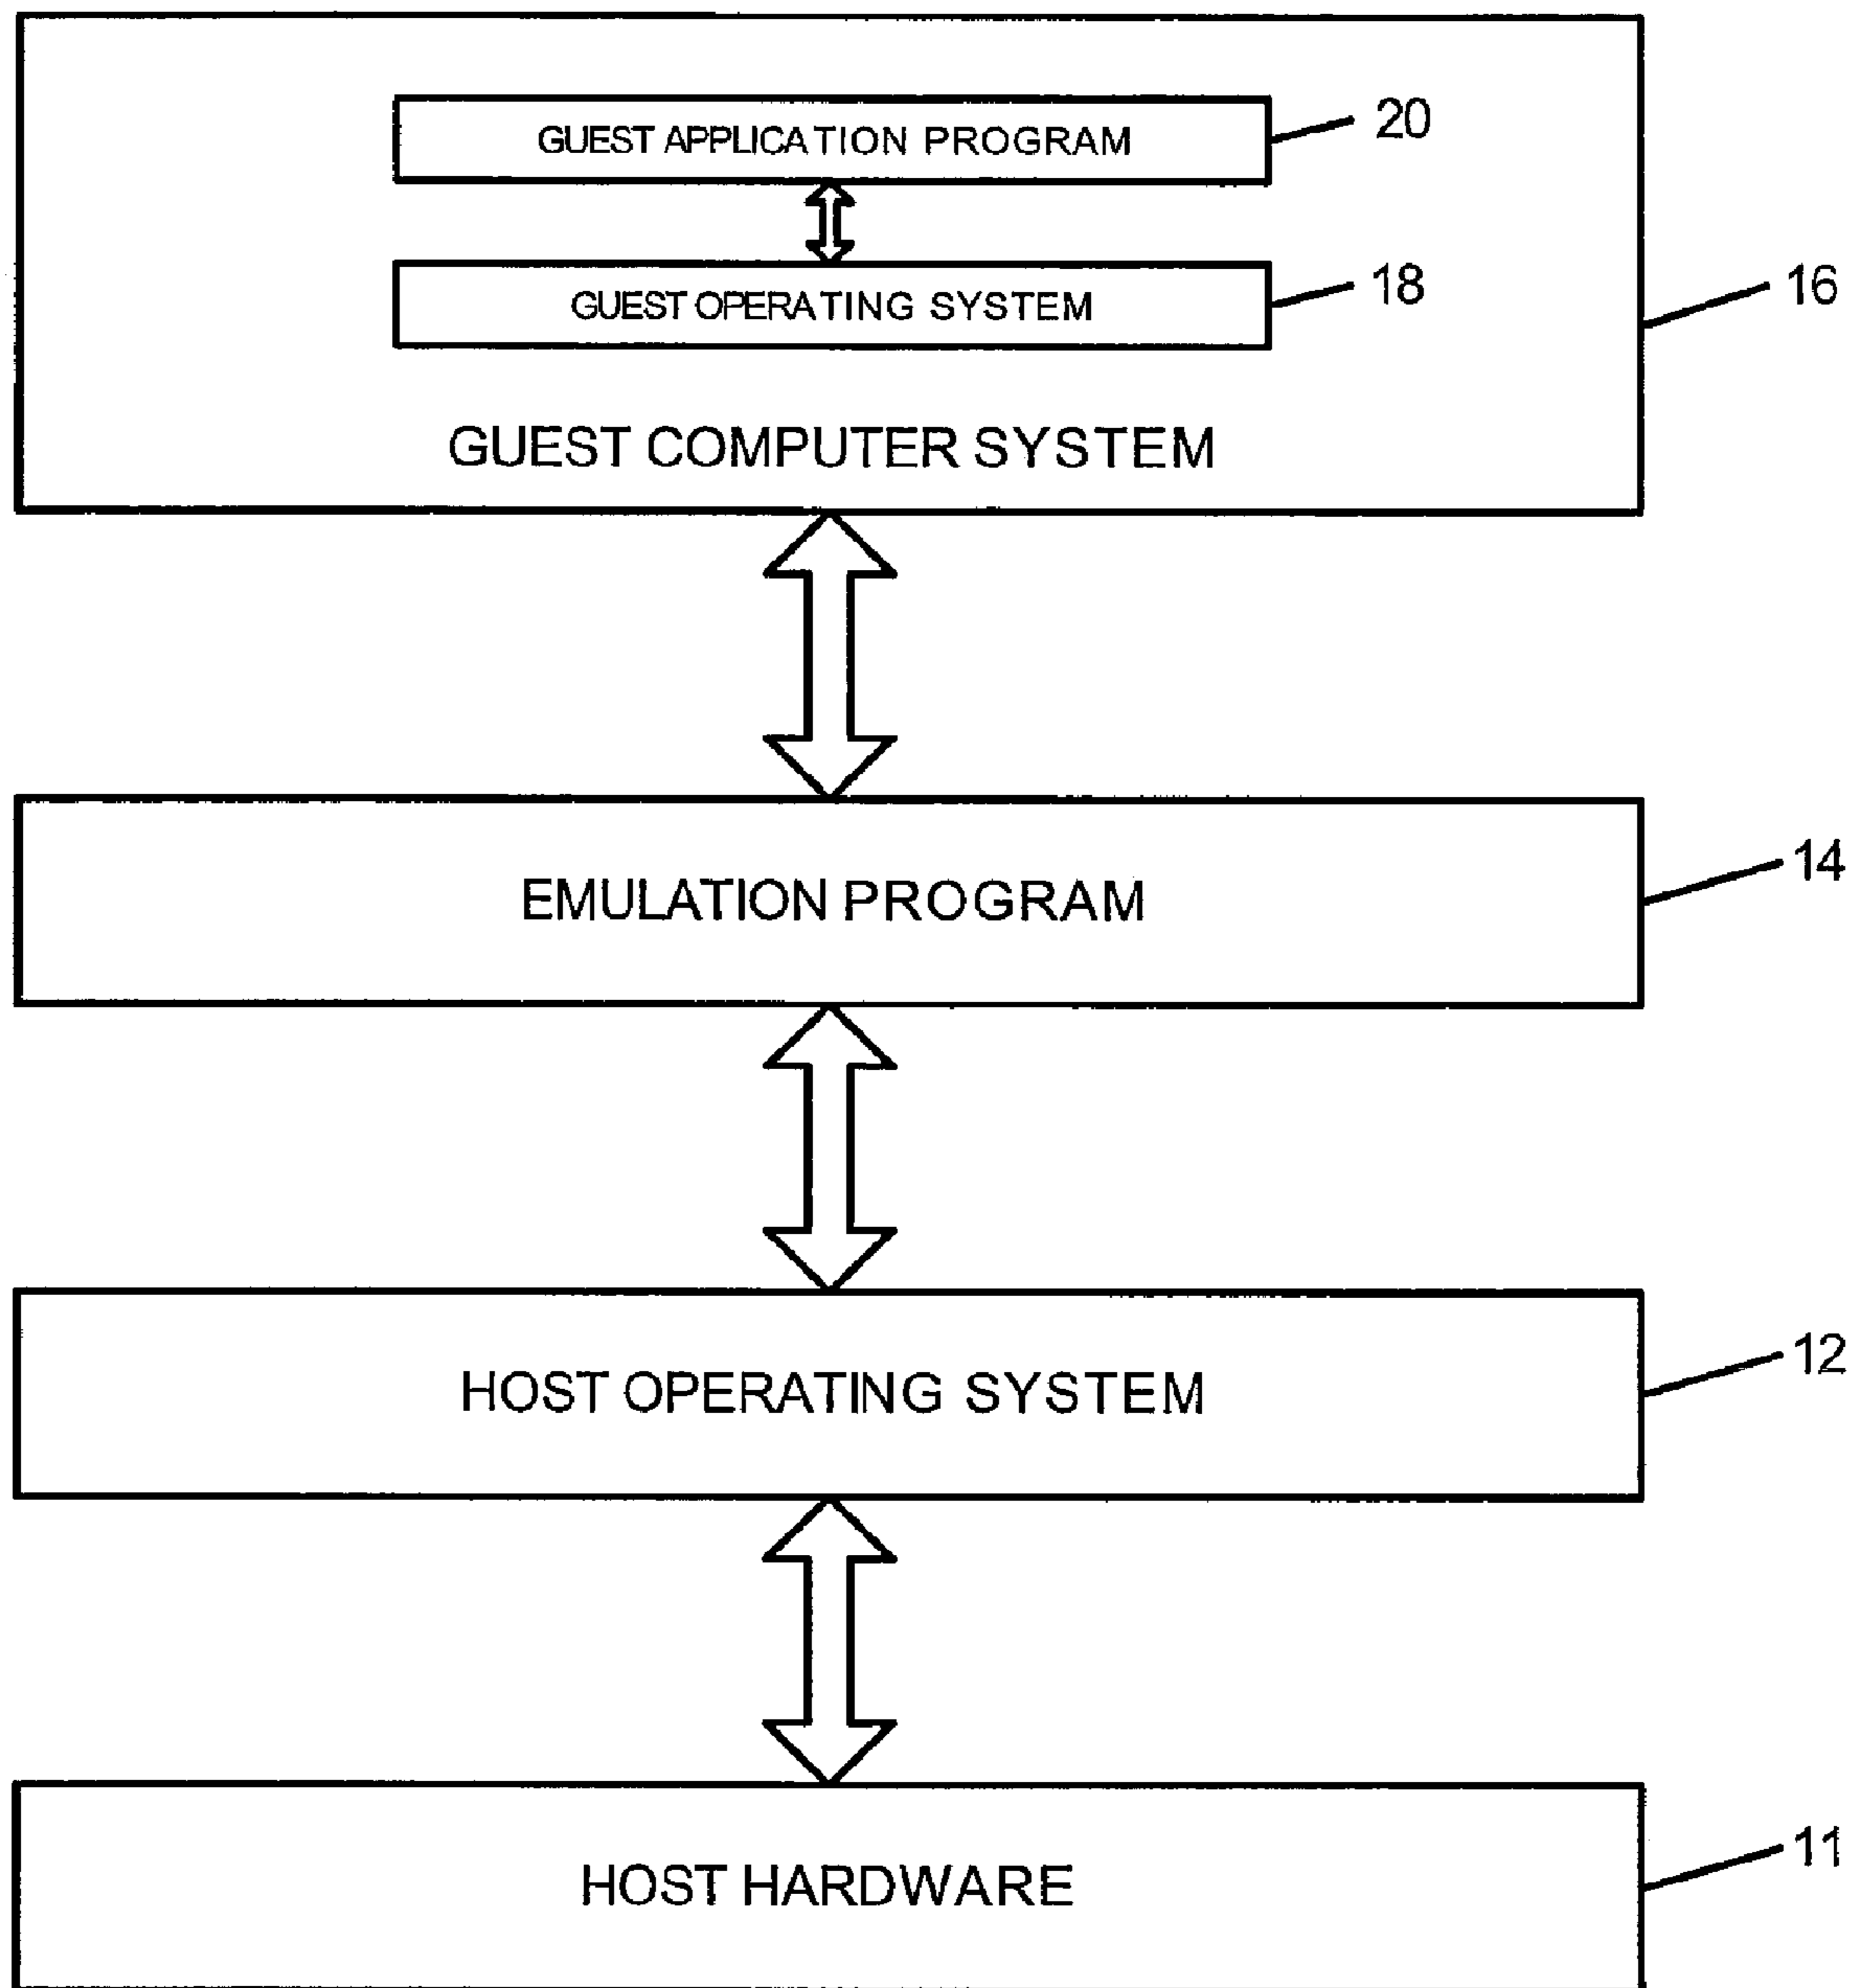 GUEST APPLICATION PROGRAM
20
GUEST OPERATING SYSTEM
18
16
GUEST COMPUTER SYSTEM
EMULATION PROGRAM
14
HOST OPERATING SYSTEM
12
HOST HARDWARE
11